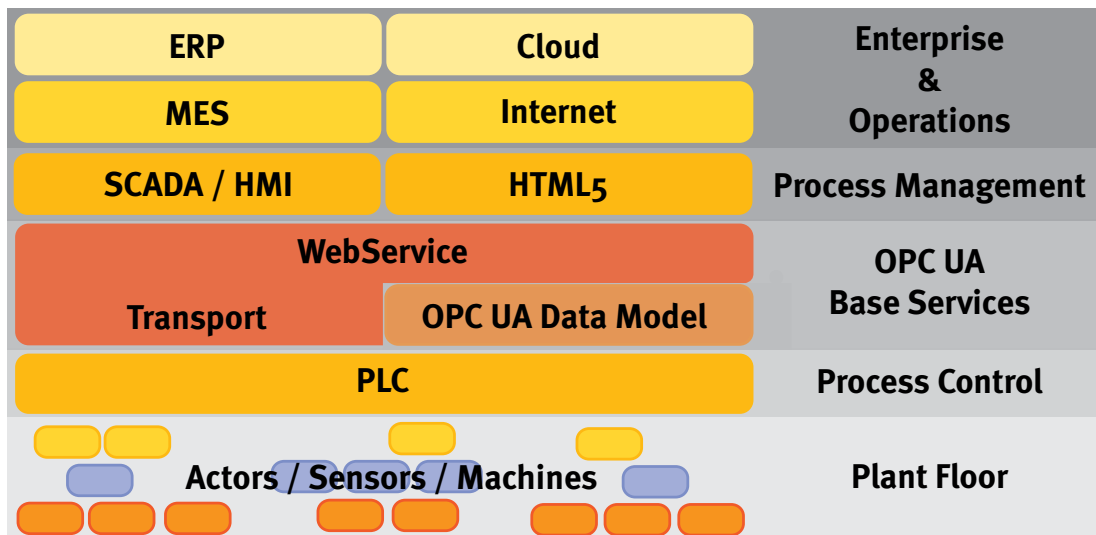 ERP
Cloud
Enterprise
&
Operations
MES
Internet
SCADA / HMI
HTML5
Process Management
WebService
OPC UA
Base Services
Transport
OPC UA Data Model
PLC
Process Control
Actors / Sensors / Machines
Plant Floor